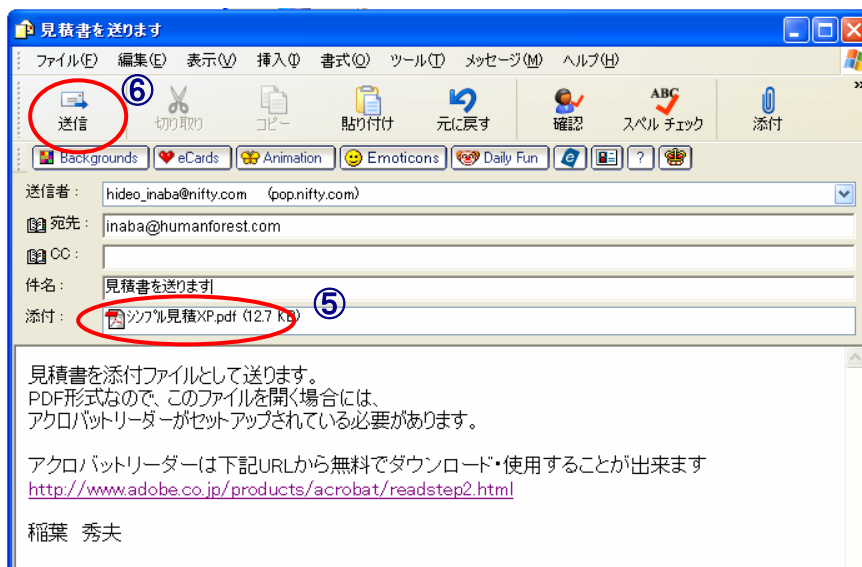 見積書を送ります
ファイル(F) 編集(E) 表示(V) 挿入(I) 書式(O) ツール(T) メッセージ(M) ヘルプ(H)
⑥
送信 切り取り コピー 貼り付け 元に戻す 確認 スペル チェック 添付
Backgrounds eCards Animation Emoticons Daily Fun
送信者: hideo_inaba@nifty.com (pop.nifty.com)
宛先: inaba@humanforest.com
CC:
件名: 見積書を送ります
⑤
添付: シンプル見積XP.pdf (12.7 KB)
見積書を添付ファイルとして送ります。
PDF形式なので、このファイルを開く場合には、
アクロバットリーダーがセットアップされている必要があります。
アクロバットリーダーは下記URLから無料でダウンロード・使用することが出来ます
http://www.adobe.co.jp/products/acrobat/readstep2.html
稲葉 秀夫